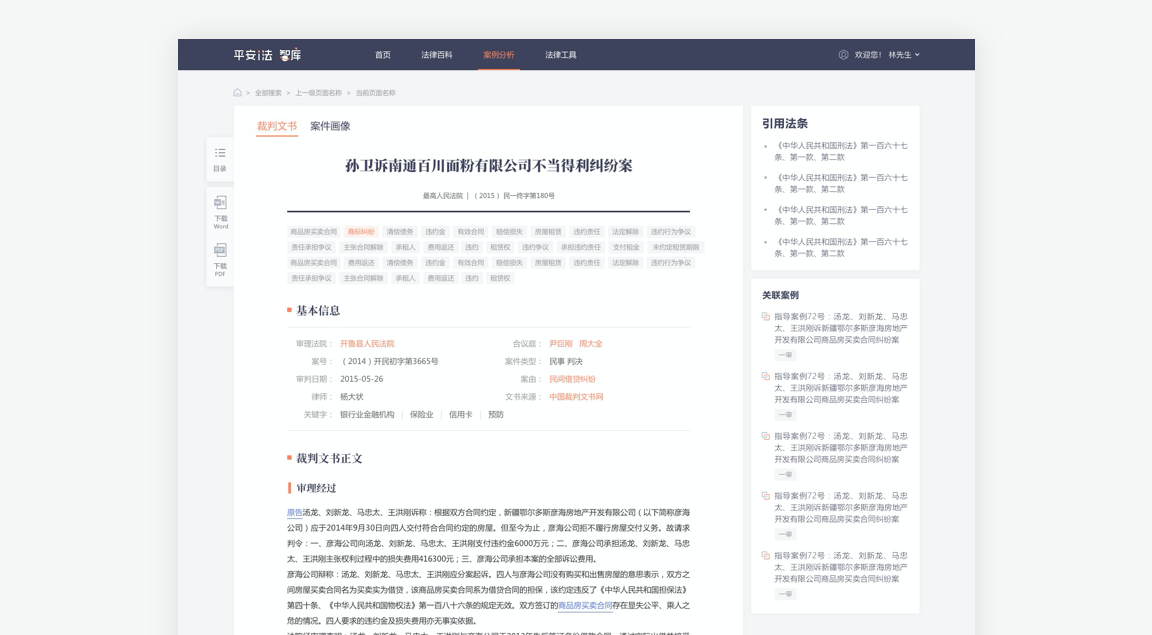 平安i法 智库
首页 法律百科 案例分析 法律工具
欢迎您！ 林先生
> 全部搜索 > 上一级页面名称 > 当前页面名称
目录
下载
Word
下载
PDF
裁判文书 案件画像
孙卫诉南通百川面粉有限公司不当得利纠纷案
最高人民法院 | （2015） 民一终字第180号
商品房买卖合同 商标纠纷 清偿债务 违约金 有效合同 赔偿损失 房屋租赁 违约责任 法定解除 违约行为争议
责任承担争议 主张合同解除 承租人 费用返还 违约 租赁权 违约争议 承担违约责任 支付租金 未约定租赁期限
商品房买卖合同 费用返还 清偿债务 违约金 有效合同 赔偿损失 房屋租赁 违约责任 法定解除 违约行为争议
责任承担争议 主张合同解除 承租人 费用返还 违约 租赁权
基本信息
审理法院： 开鲁县人民法院 合议庭： 尹巨刚 周大全
案号： （2014）开民初字第3665号 案件类型： 民事 判决
审判日期： 2015-05-26 案由： 民间借贷纠纷
律师： 杨大状 文书来源： 中国裁判文书网
关键字： 银行业金融机构 | 保险业 | 信用卡 | 预防
裁判文书正文
审理经过
原告汤龙、刘新龙、马忠太、王洪刚诉称：根据双方合同约定，新疆鄂尔多斯彦海房地产开发有限公司（以下简称彦海
公司）应于2014年9月30日向四人交付符合合同约定的房屋。但至今为止，彦海公司拒不履行房屋交付义务。故请求
判令：一、彦海公司向汤龙、刘新龙、马忠太、王洪刚支付违约金6000万元；二、彦海公司承担汤龙、刘新龙、马忠
太、王洪刚主张权利过程中的损失费用416300元；三、彦海公司承担本案的全部诉讼费用。
彦海公司辩称：汤龙、刘新龙、马忠太、王洪刚应分案起诉。四人与彦海公司没有购买和出售房屋的意思表示，双方之
间房屋买卖合同名为买卖实为借贷，该商品房买卖合同系为借贷合同的担保，该约定违反了《中华人民共和国担保法》
第四十条、《中华人民共和国物权法》第一百八十六条的规定无效。双方签订的商品房买卖合同存在显失公平、乘人之
危的情况。四人要求的违约金及损失费用亦无事实依据。
引用法条
《中华人民共和国刑法》第一百六十七
条、第一款、第二款
《中华人民共和国刑法》第一百六十七
条、第一款、第二款
《中华人民共和国刑法》第一百六十七
条、第一款、第二款
《中华人民共和国刑法》第一百六十七
条、第一款、第二款
关联案例
指导案例72号：汤龙、刘新龙、马忠
太、王洪刚诉新疆鄂尔多斯彦海房地产
开发有限公司商品房买卖合同纠纷案
一审
指导案例72号：汤龙、刘新龙、马忠
太、王洪刚诉新疆鄂尔多斯彦海房地产
开发有限公司商品房买卖合同纠纷案
一审
指导案例72号：汤龙、刘新龙、马忠
太、王洪刚诉新疆鄂尔多斯彦海房地产
开发有限公司商品房买卖合同纠纷案
一审
指导案例72号：汤龙、刘新龙、马忠
太、王洪刚诉新疆鄂尔多斯彦海房地产
开发有限公司商品房买卖合同纠纷案
一审
指导案例72号：汤龙、刘新龙、马忠
太、王洪刚诉新疆鄂尔多斯彦海房地产
开发有限公司商品房买卖合同纠纷案
一审